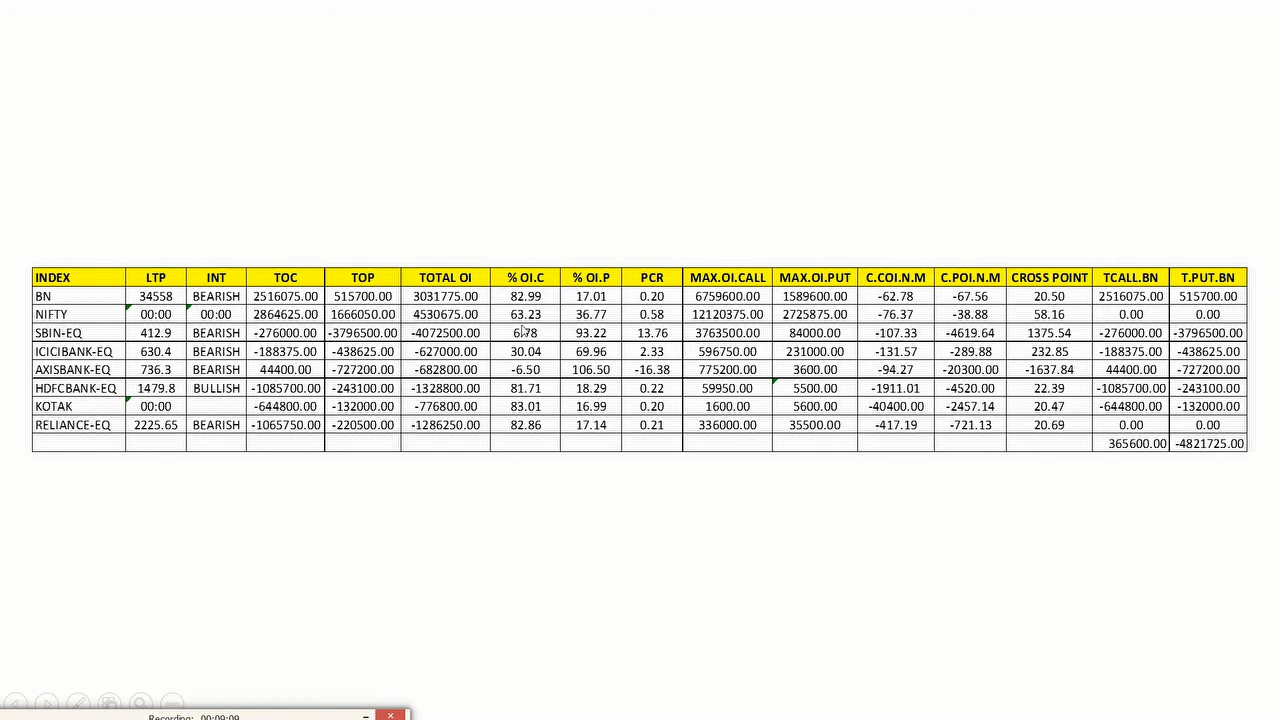 INDEX LTP INT TOC TOP TOTAL OI % OI.C % OI.P PCR MAX.OI.CALL MAX.OI.PUT C.COI.N.M C.POI.N.M CROSS POINT TCALL.BN T.PUT.BN
BN 34558 BEARISH 2516075.00 515700.00 3031775.00 82.99 17.01 0.20 6759600.00 1589600.00 -62.78 -67.56 20.50 2516075.00 515700.00
NIFTY 00:00 00:00 2864625.00 1666050.00 4530675.00 63.23 36.77 0.58 12120375.00 2725875.00 -76.37 -38.88 58.16 0.00 0.00
SBIN-EQ 412.9 BEARISH -276000.00 -3796500.00 -4072500.00 6.78 93.22 13.76 3763500.00 84000.00 -107.33 -4619.64 1375.54 -276000.00 -3796500.00
ICICIBANK-EQ 630.4 BEARISH -188375.00 -438625.00 -627000.00 30.04 69.96 2.33 596750.00 231000.00 -131.57 -289.88 232.85 -188375.00 -438625.00
AXISBANK-EQ 736.3 BEARISH 44400.00 -727200.00 -682800.00 -6.50 106.50 -16.38 775200.00 3600.00 -94.27 -20300.00 -1637.84 44400.00 -727200.00
HDFCBANK-EQ 1479.8 BULLISH -1085700.00 -243100.00 -1328800.00 81.71 18.29 0.22 59950.00 5500.00 -1911.01 -4520.00 22.39 -1085700.00 -243100.00
KOTAK 00:00 -644800.00 -132000.00 -776800.00 83.01 16.99 0.20 1600.00 5600.00 -40400.00 -2457.14 20.47 -644800.00 -132000.00
RELIANCE-EQ 2225.65 BEARISH -1065750.00 -220500.00 -1286250.00 82.86 17.14 0.21 336000.00 35500.00 -417.19 -721.13 20.69 0.00 0.00
365600.00 -4821725.00
Recording: 00:09:09